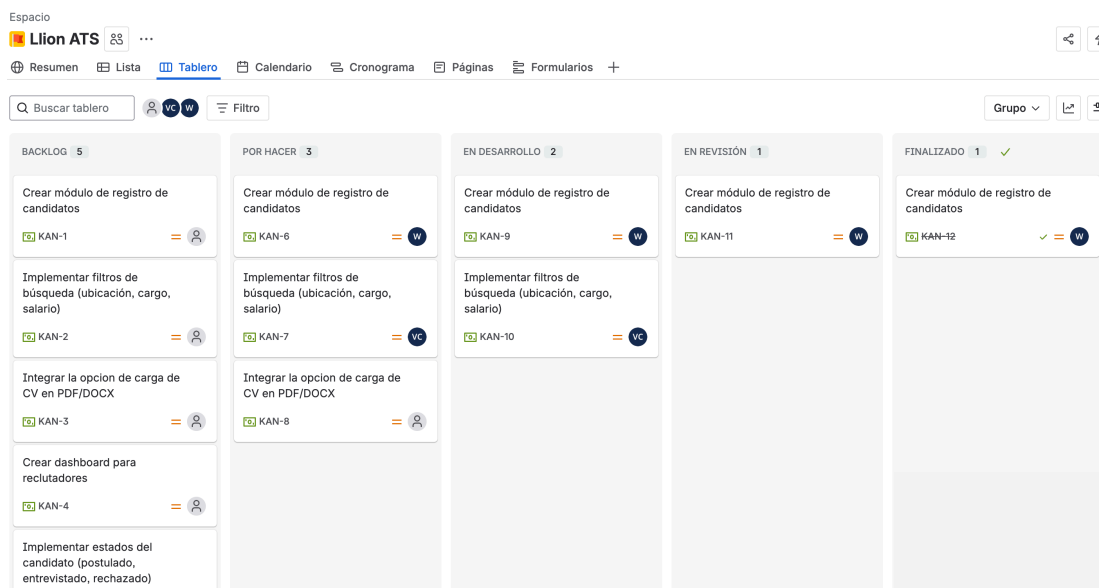 Espacio
Llion ATS
Resumen Lista Tablero Calendario Cronograma Páginas Formularios
Buscar tablero VC W Filtro Grupo
BACKLOG 5
Crear módulo de registro de
candidatos
KAN-1
Implementar filtros de
búsqueda (ubicación, cargo,
salario)
KAN-2
Integrar la opcion de carga de
CV en PDF/DOCX
KAN-3
Crear dashboard para
reclutadores
KAN-4
Implementar estados del
candidato (postulado,
entrevistado, rechazado)
POR HACER 3
Crear módulo de registro de
candidatos
KAN-6 W
Implementar filtros de
búsqueda (ubicación, cargo,
salario)
KAN-7 VC
Integrar la opcion de carga de
CV en PDF/DOCX
KAN-8
EN DESARROLLO 2
Crear módulo de registro de
candidatos
KAN-9 W
Implementar filtros de
búsqueda (ubicación, cargo,
salario)
KAN-10 VC
EN REVISIÓN 1
Crear módulo de registro de
candidatos
KAN-11 W
FINALIZADO 1
Crear módulo de registro de
candidatos
KAN-12 W